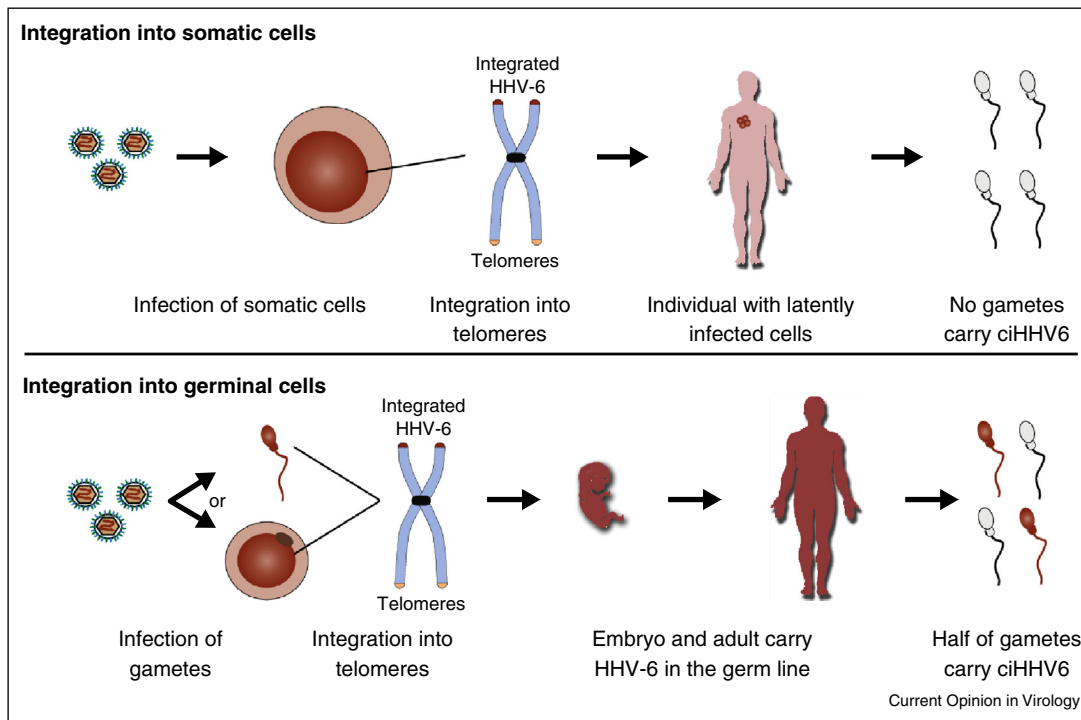 Integration into somatic cells
Integrated
HHV-6
Telomeres
Infection of somatic cells
Integration into
telomeres
Individual with latently
infected cells
No gametes
carry ciHHV6
Integration into germinal cells
or
Integrated
HHV-6
Telomeres
Infection of
gametes
Integration into
telomeres
Embryo and adult carry
HHV-6 in the germ line
Half of gametes
carry ciHHV6
Current Opinion in Virology